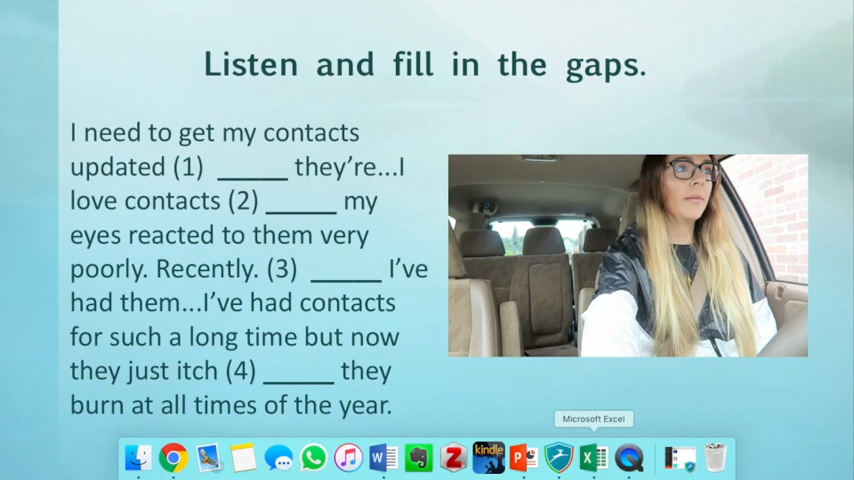 Listen and fill in the gaps.
I need to get my contacts
updated (1) _____ they’re...I
love contacts (2) _____ my
eyes reacted to them very
poorly. Recently. (3) _____ I’ve
had them...I’ve had contacts
for such a long time but now
they just itch (4) _____ they
burn at all times of the year.
Microsoft Excel
kindle